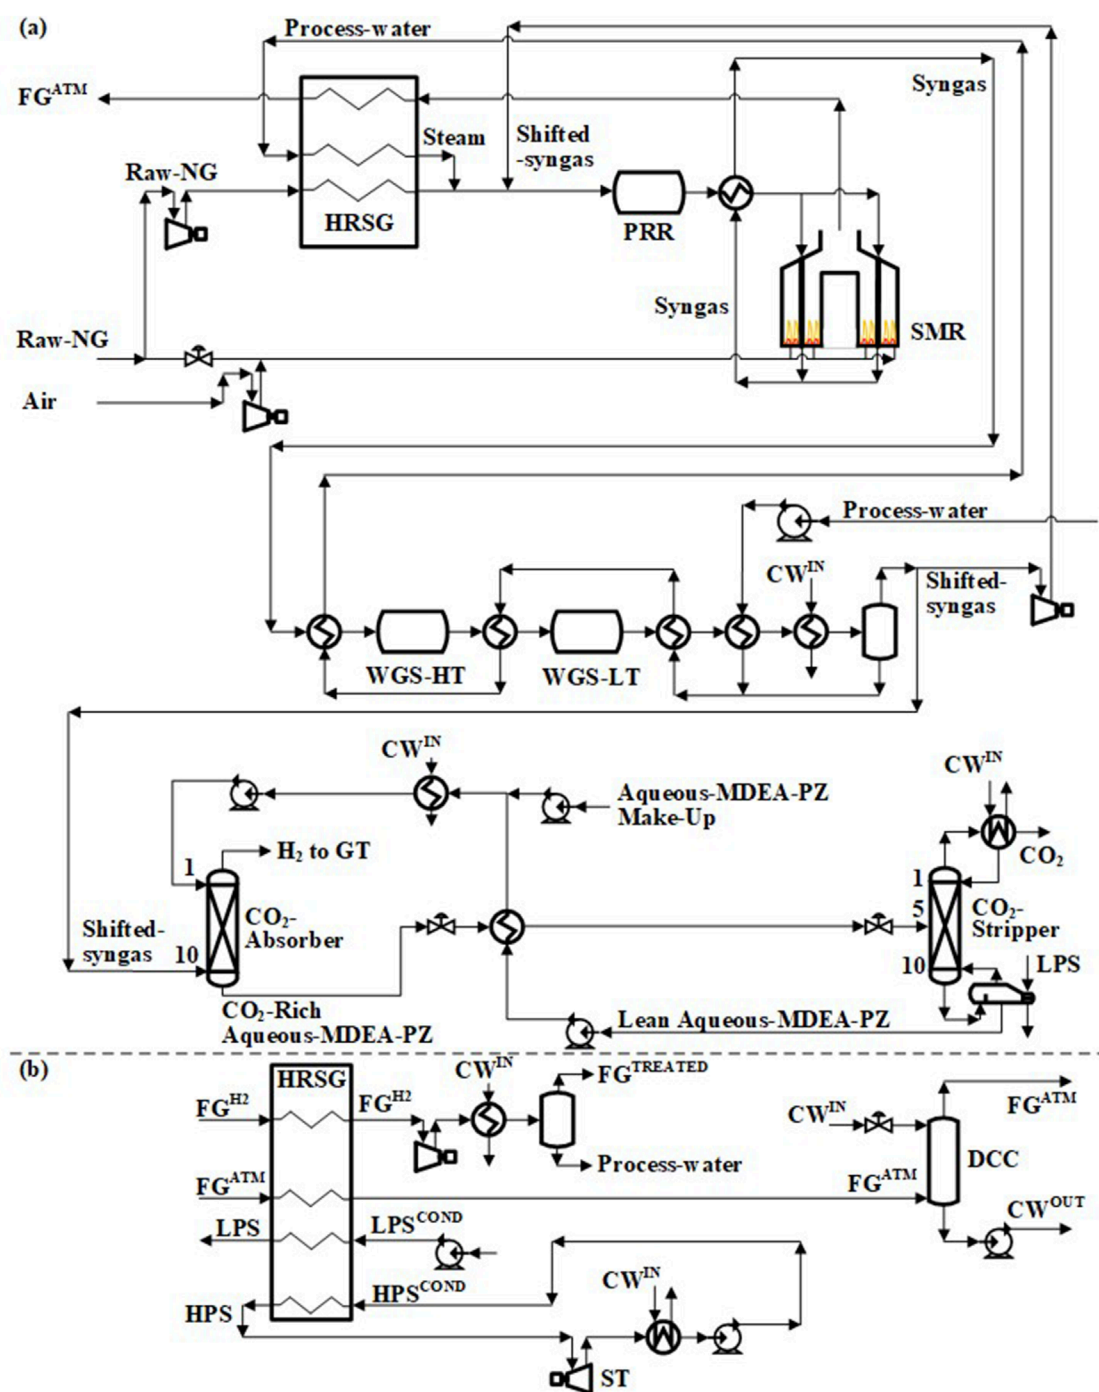 (a)
Process-water
Syngas
FG^ATM
Steam
Shifted
-syngas
Raw-NG
HRSG
PRR
Syngas
SMR
Raw-NG
Air
Process-water
CW^IN
Shifted-
syngas
WGS-HT
WGS-LT
CW^IN
CW^IN
Aqueous-MDEA-PZ
Make-Up
H2 to GT
CO2
1
1
CO2-
Absorber
5
CO2-
Stripper
Shifted-
syngas
10
10
LPS
CO2-Rich
Aqueous-MDEA-PZ
Lean Aqueous-MDEA-PZ
(b)
HRSG
CW^IN
FG^TREATED
FG^H2
FG^H2
CW^IN
FG^ATM
DCC
Process-water
FG^ATM
FG^ATM
CW^OUT
LPS
LPS^COND
HPS^COND
CW^IN
HPS
ST